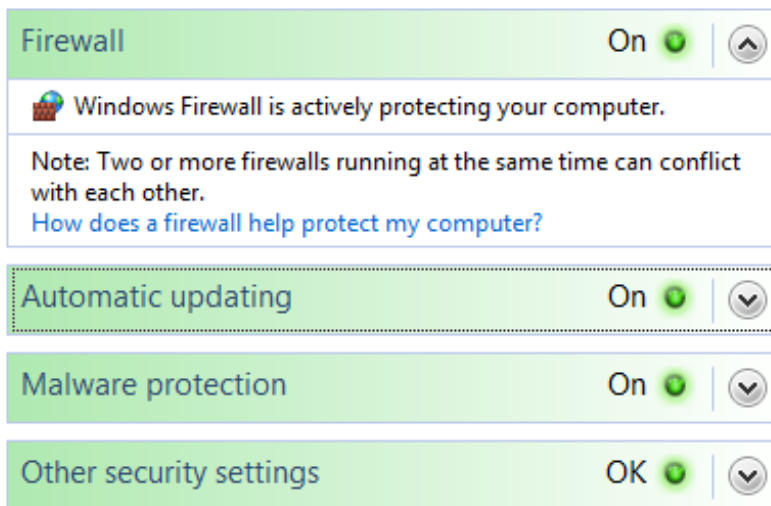 Firewall On
Windows Firewall is actively protecting your computer.
Note: Two or more firewalls running at the same time can conflict
with each other.
How does a firewall help protect my computer?
Automatic updating On
Malware protection On
Other security settings OK